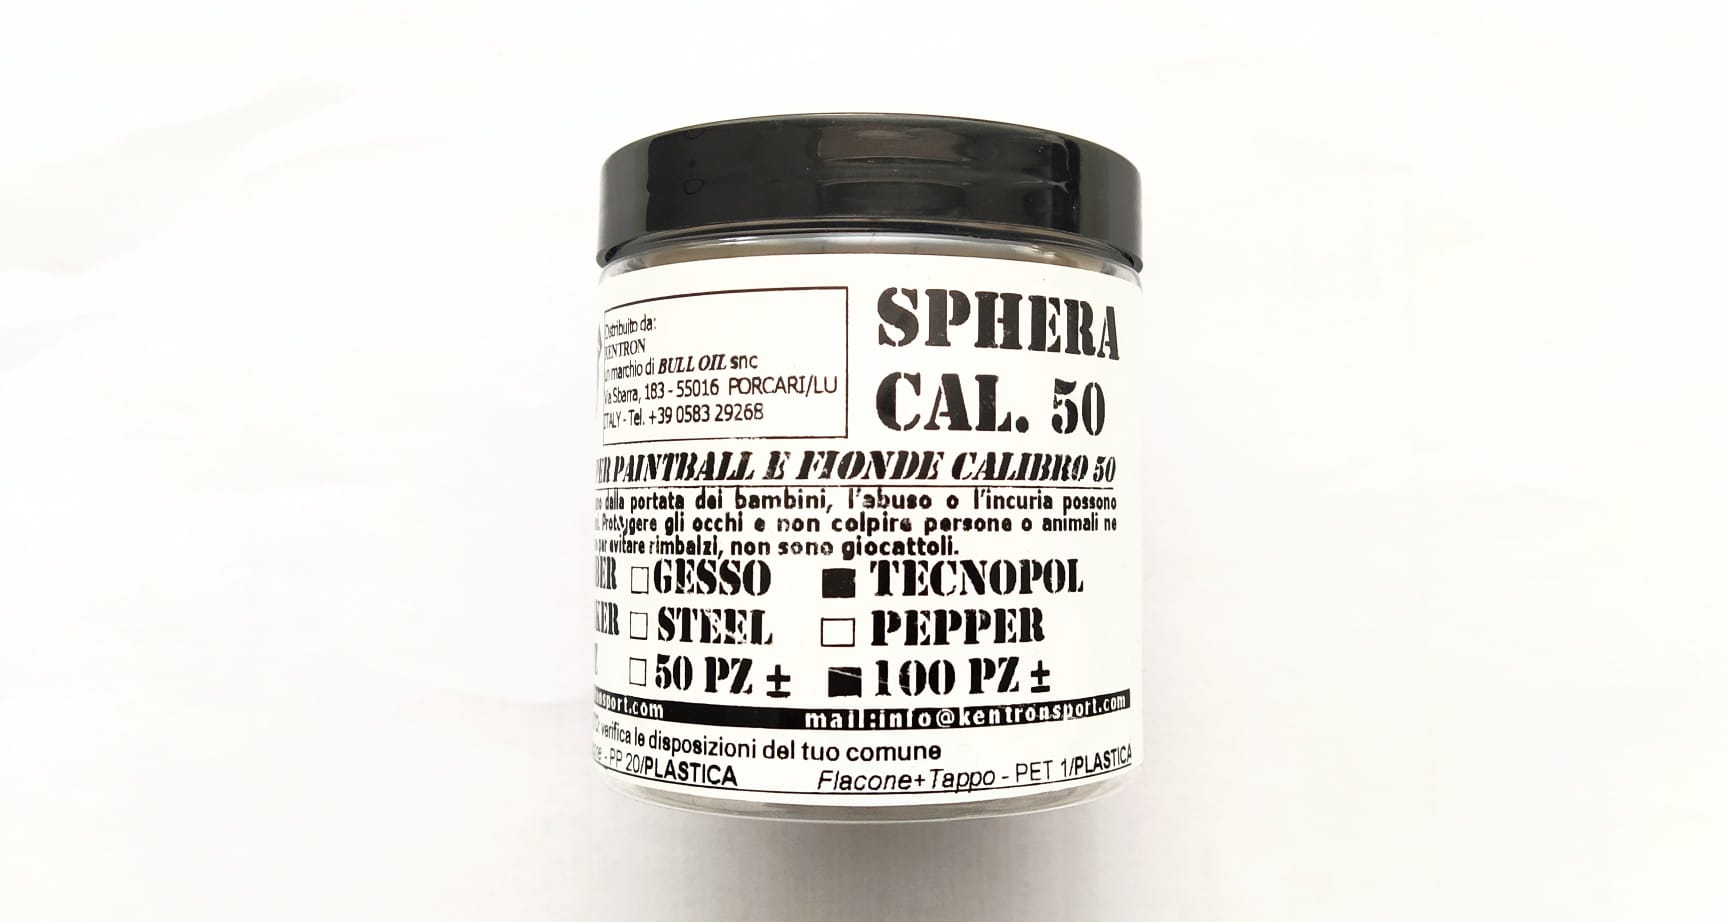 Distribuito da:
KENTRON
un marchio di BULL OIL snc
Via Sbarra, 183 - 55016 PORCARI/LU
ITALY - Tel. +39 0583 29268
SPHERA
CAL. 50
PER PAINTBALL E FIONDE CALIBRO 50
dalla portata dei bambini, l'abuso o l'incuria possono
Proteggere gli occhi e non colpire persone o animali ne
per evitare rimbalzi, non sono giocattoli.
GESSO TECNOPOL
STEEL PEPPER
50 PZ ± 100 PZ ±
mail:info@kentronsport.com
verifica le disposizioni del tuo comune
- PP 20/PLASTICA Flacone+Tappo - PET 1/PLASTICA